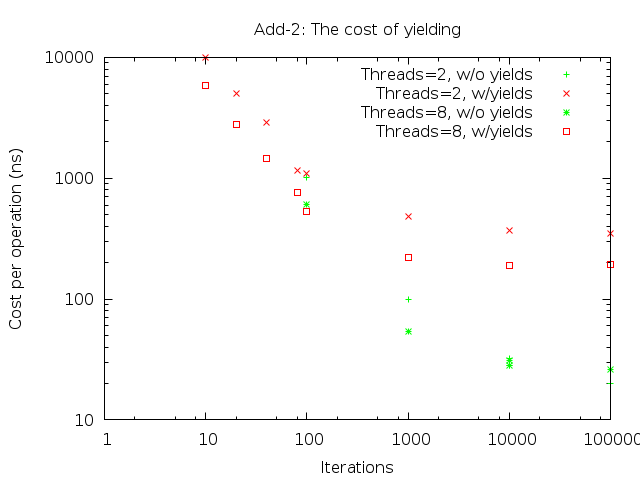 Add-2: The cost of yielding
10000
1000
100
10
Cost per operation (ns)
Threads=2, w/o yields
Threads=2, w/yields
Threads=8, w/o yields
Threads=8, w/yields
1 10 100 1000 10000 100000
Iterations